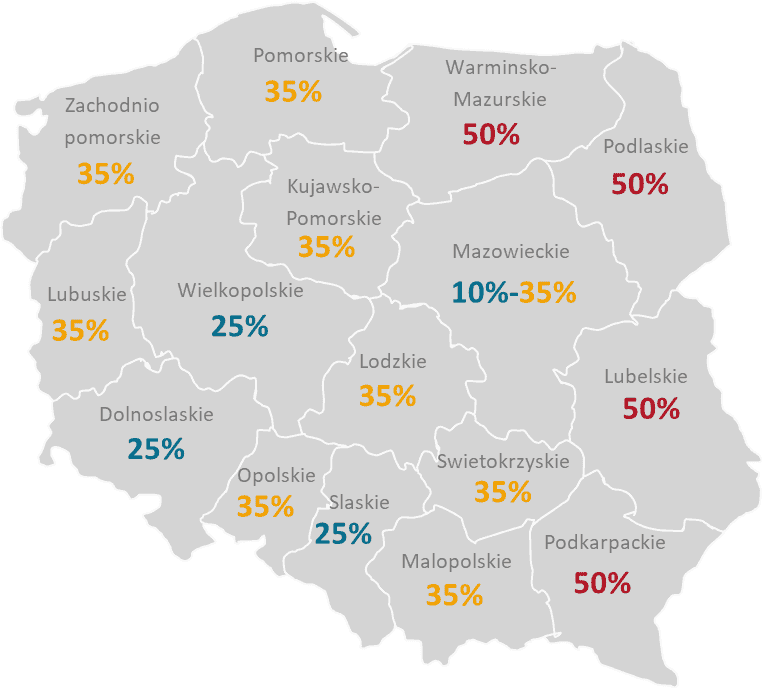 Pomorskie
35%
Warminsko-
Mazurskie
50%
Zachodnio
pomorskie
35%
Podlaskie
50%
Kujawsko-
Pomorskie
35%
Mazowieckie
10%-35%
Lubuskie
35%
Wielkopolskie
25%
Lodzkie
35%
Lubelskie
50%
Dolnoslaskie
25%
Opolskie
35%
Slaskie
25%
Swietokrzyskie
35%
Malopolskie
35%
Podkarpackie
50%